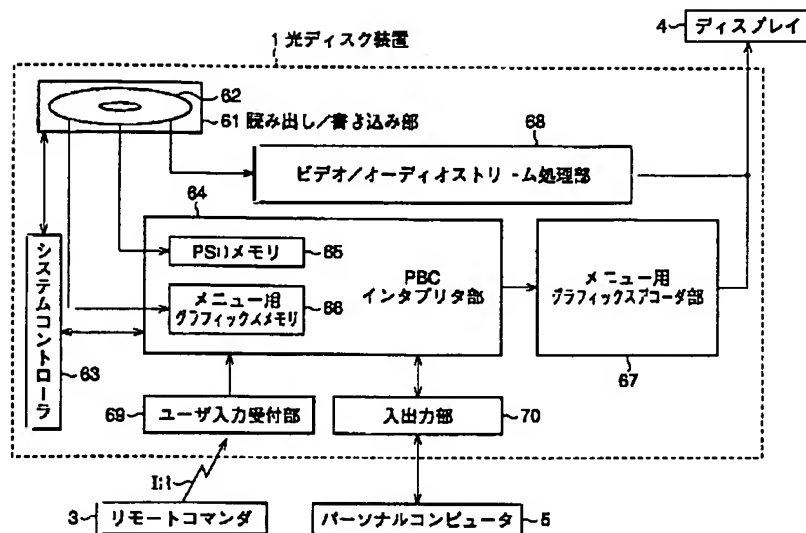 1 光ディスク装置
4 ディスプレイ
62
61 読み出し/書き込み部
68
ビデオ/オーディオストリーム処理部
64
PSDメモリ
65
メニュー用
グラフィックスメモリ
66
PBC
インタプリタ部
メニュー用
グラフィックスデコーダ部
67
システムコントローラ
63
69
ユーザ入力受付部
入出力部
70
3
リモートコマンダ
パーソナルコンピュータ
5